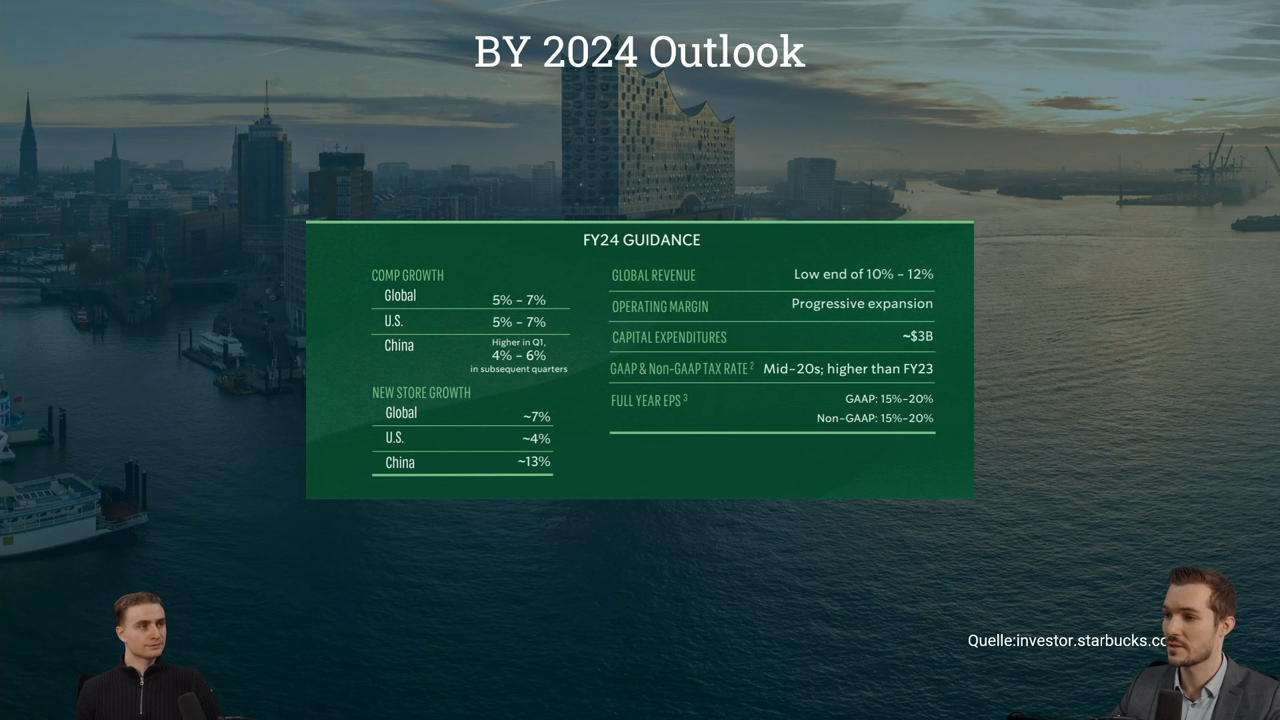 BY 2024 Outlook
FY24 GUIDANCE
COMP GROWTH
Global 5% – 7%
U.S. 5% – 7%
China Higher in Q1,
4% – 6%
in subsequent quarters
NEW STORE GROWTH
Global ~7%
U.S. ~4%
China ~13%
GLOBAL REVENUE Low end of 10% – 12%
OPERATING MARGIN Progressive expansion
CAPITAL EXPENDITURES ~$3B
GAAP & Non-GAAP TAX RATE 2 Mid-20s; higher than FY23
FULL YEAR EPS 3 GAAP: 15%-20%
Non-GAAP: 15%-20%
Quelle:investor.starbucks.co